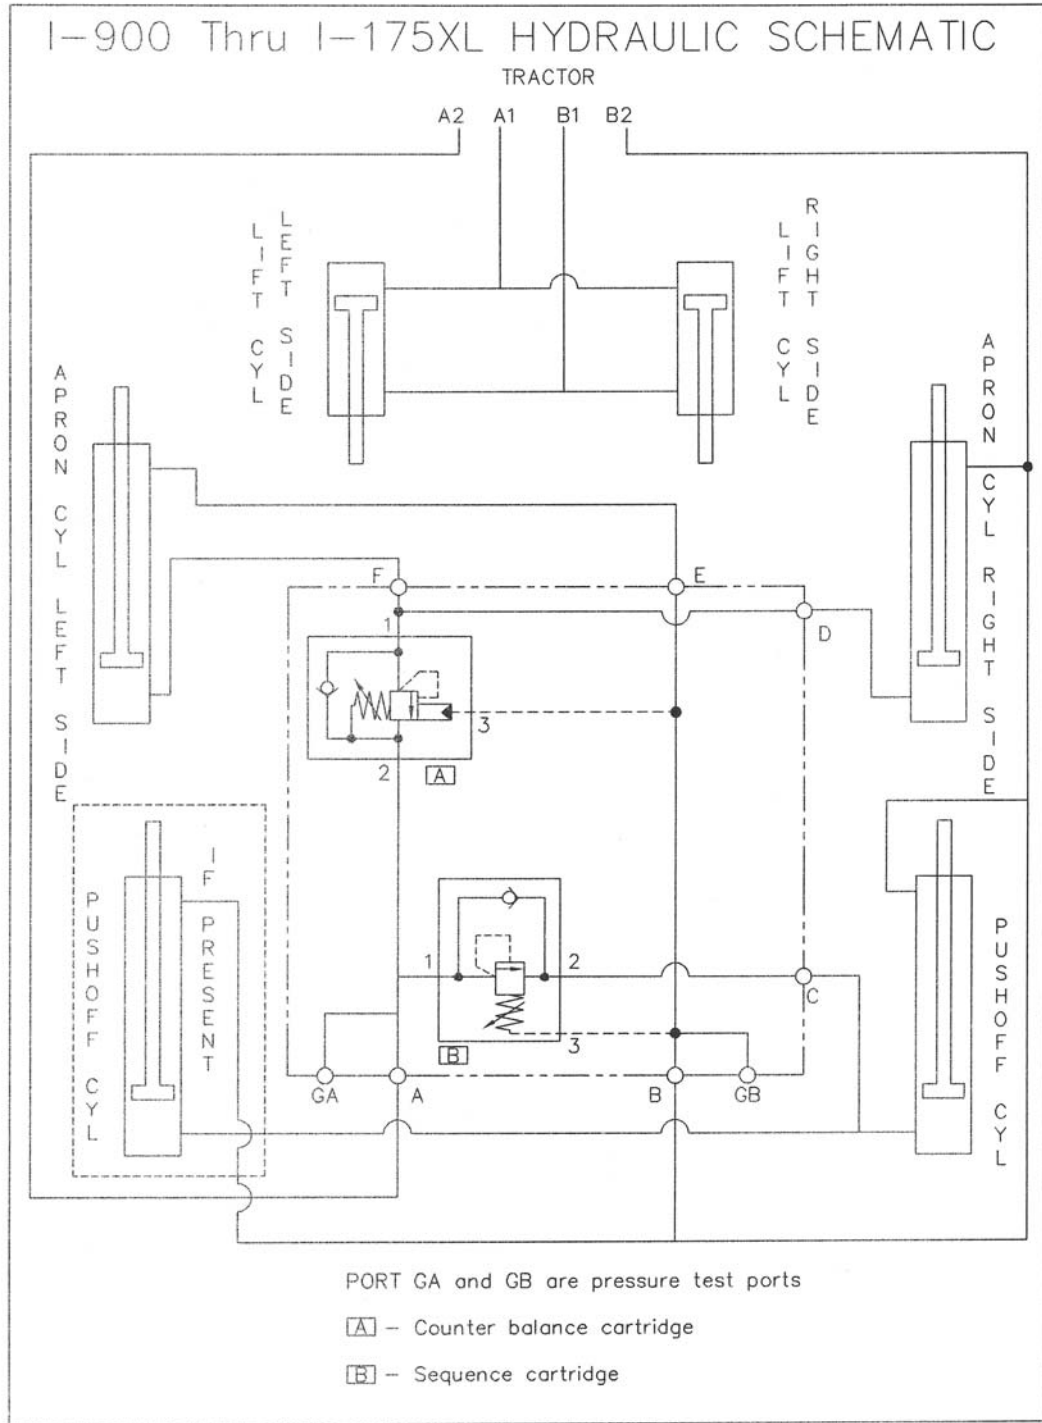 I-900 Thru I-175XL HYDRAULIC SCHEMATIC
TRACTOR
A2 A1 B1 B2
LEFT SIDE
LIFT CYL
RIGHT SIDE
LIFT CYL
APRON CYL LEFT SIDE
APRON CYL RIGHT SIDE
F
E
D
1
3
2
A
IF PRESENT
PUSHOFF CYL
PUSHOFF CYL
1
2
C
3
B
GA
A
B
GB
PORT GA and GB are pressure test ports
A - Counter balance cartridge
B - Sequence cartridge